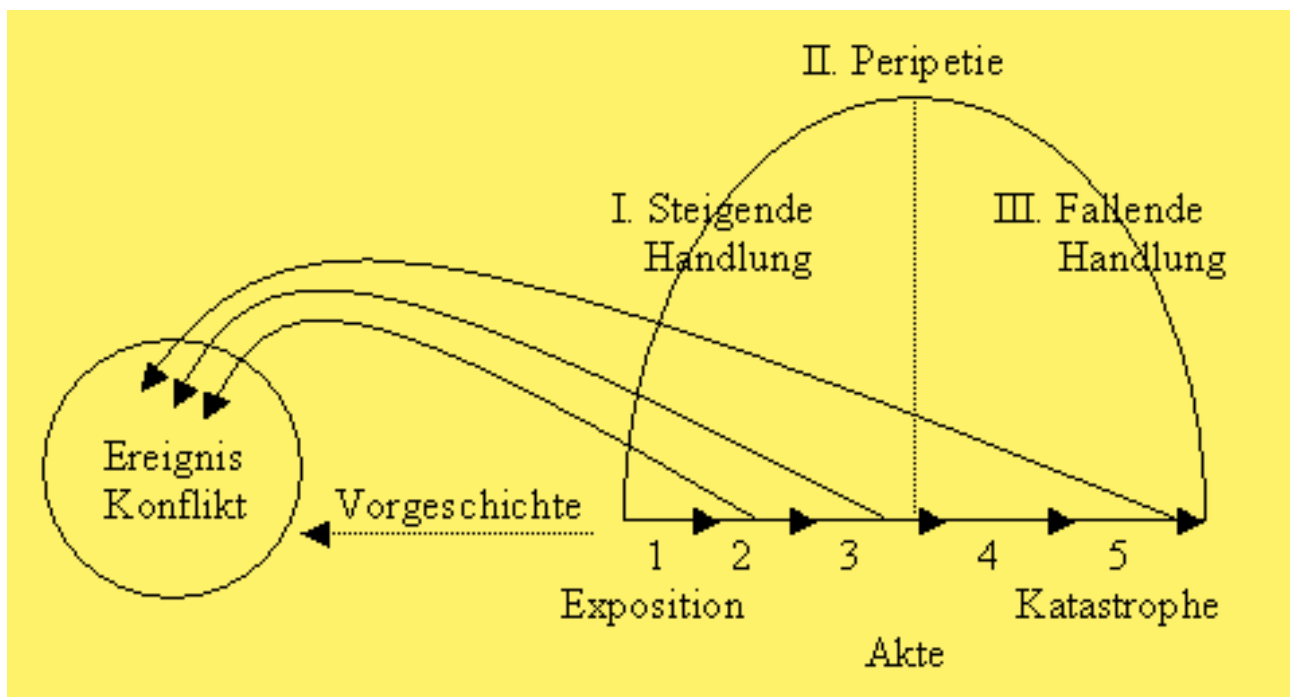 II. Peripetie
I. Steigende
Handlung
III. Fallende
Handlung
Ereignis
Konflikt
Vorgeschichte
1 2 3 4 5
Exposition
Katastrophe
Akte